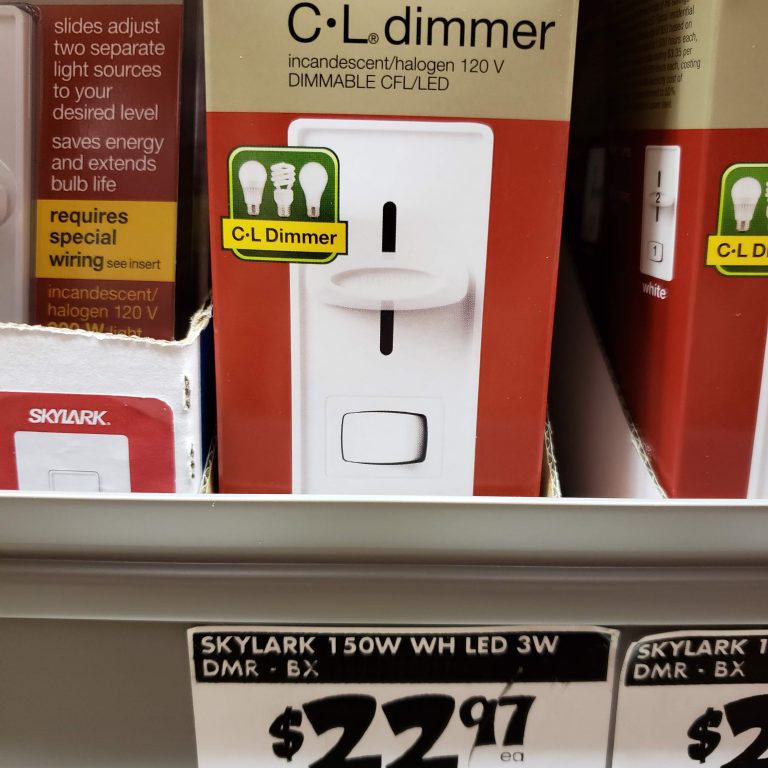 slides adjust
two separate
light sources
to your
desired level
saves energy
and extends
bulb life
requires
special
wiring see insert
incandescent/
halogen 120 V
light
SKYLARK.
C•L® dimmer
incandescent/halogen 120 V
DIMMABLE CFL/LED
C•L Dimmer
2
1
white
C•L D
SKYLARK 150W WH LED 3W
DMR - BX
$22 97
ea
SKYLARK 1
DMR - BX
$2